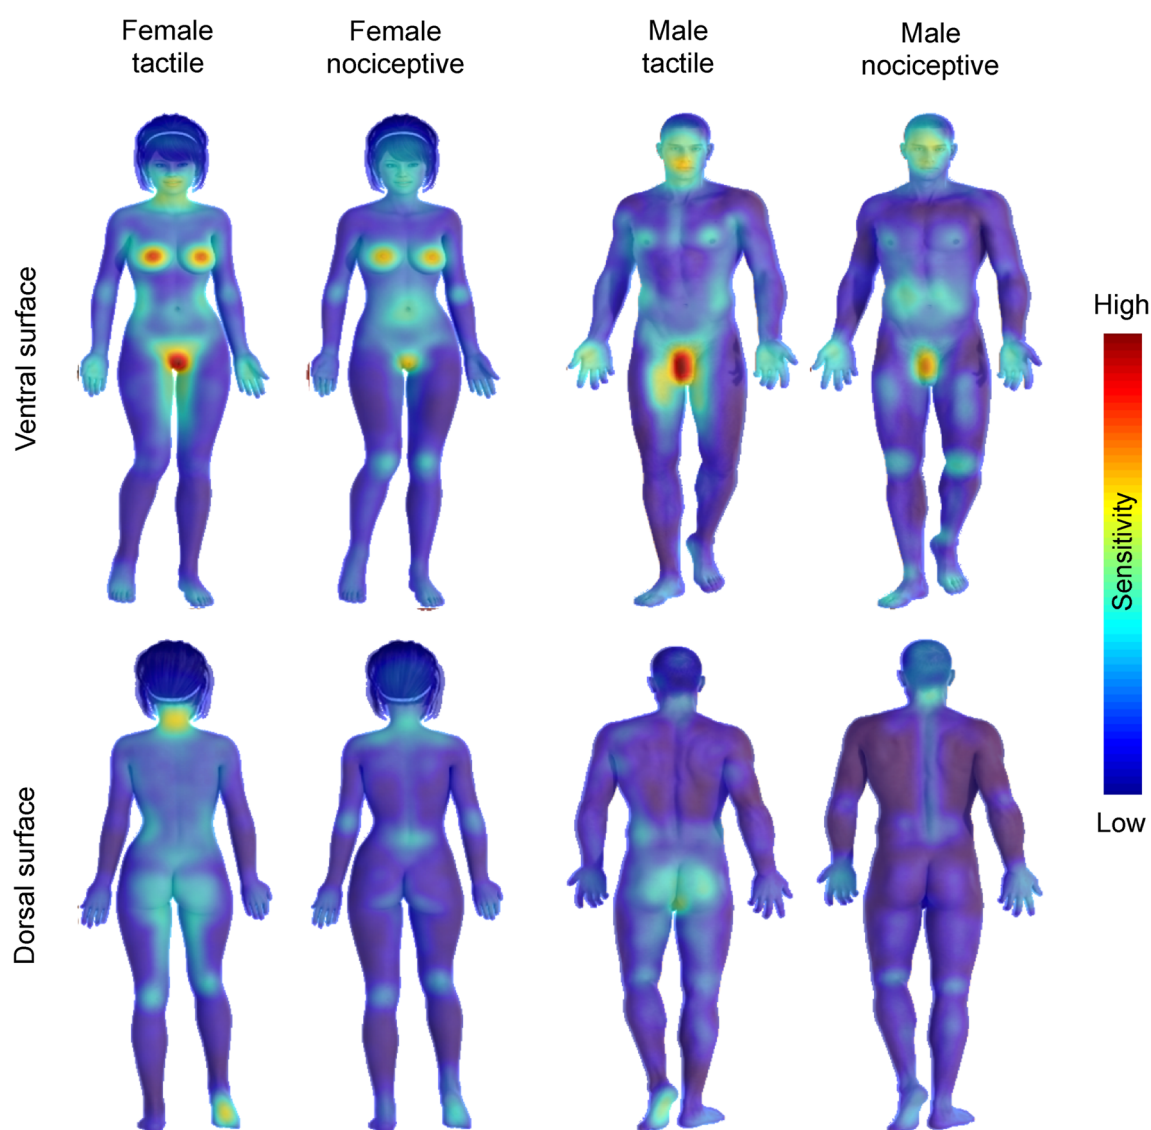 Female
tactile
Female
nociceptive
Male
tactile
Male
nociceptive
Ventral surface
High
Sensitivity
Low
Dorsal surface